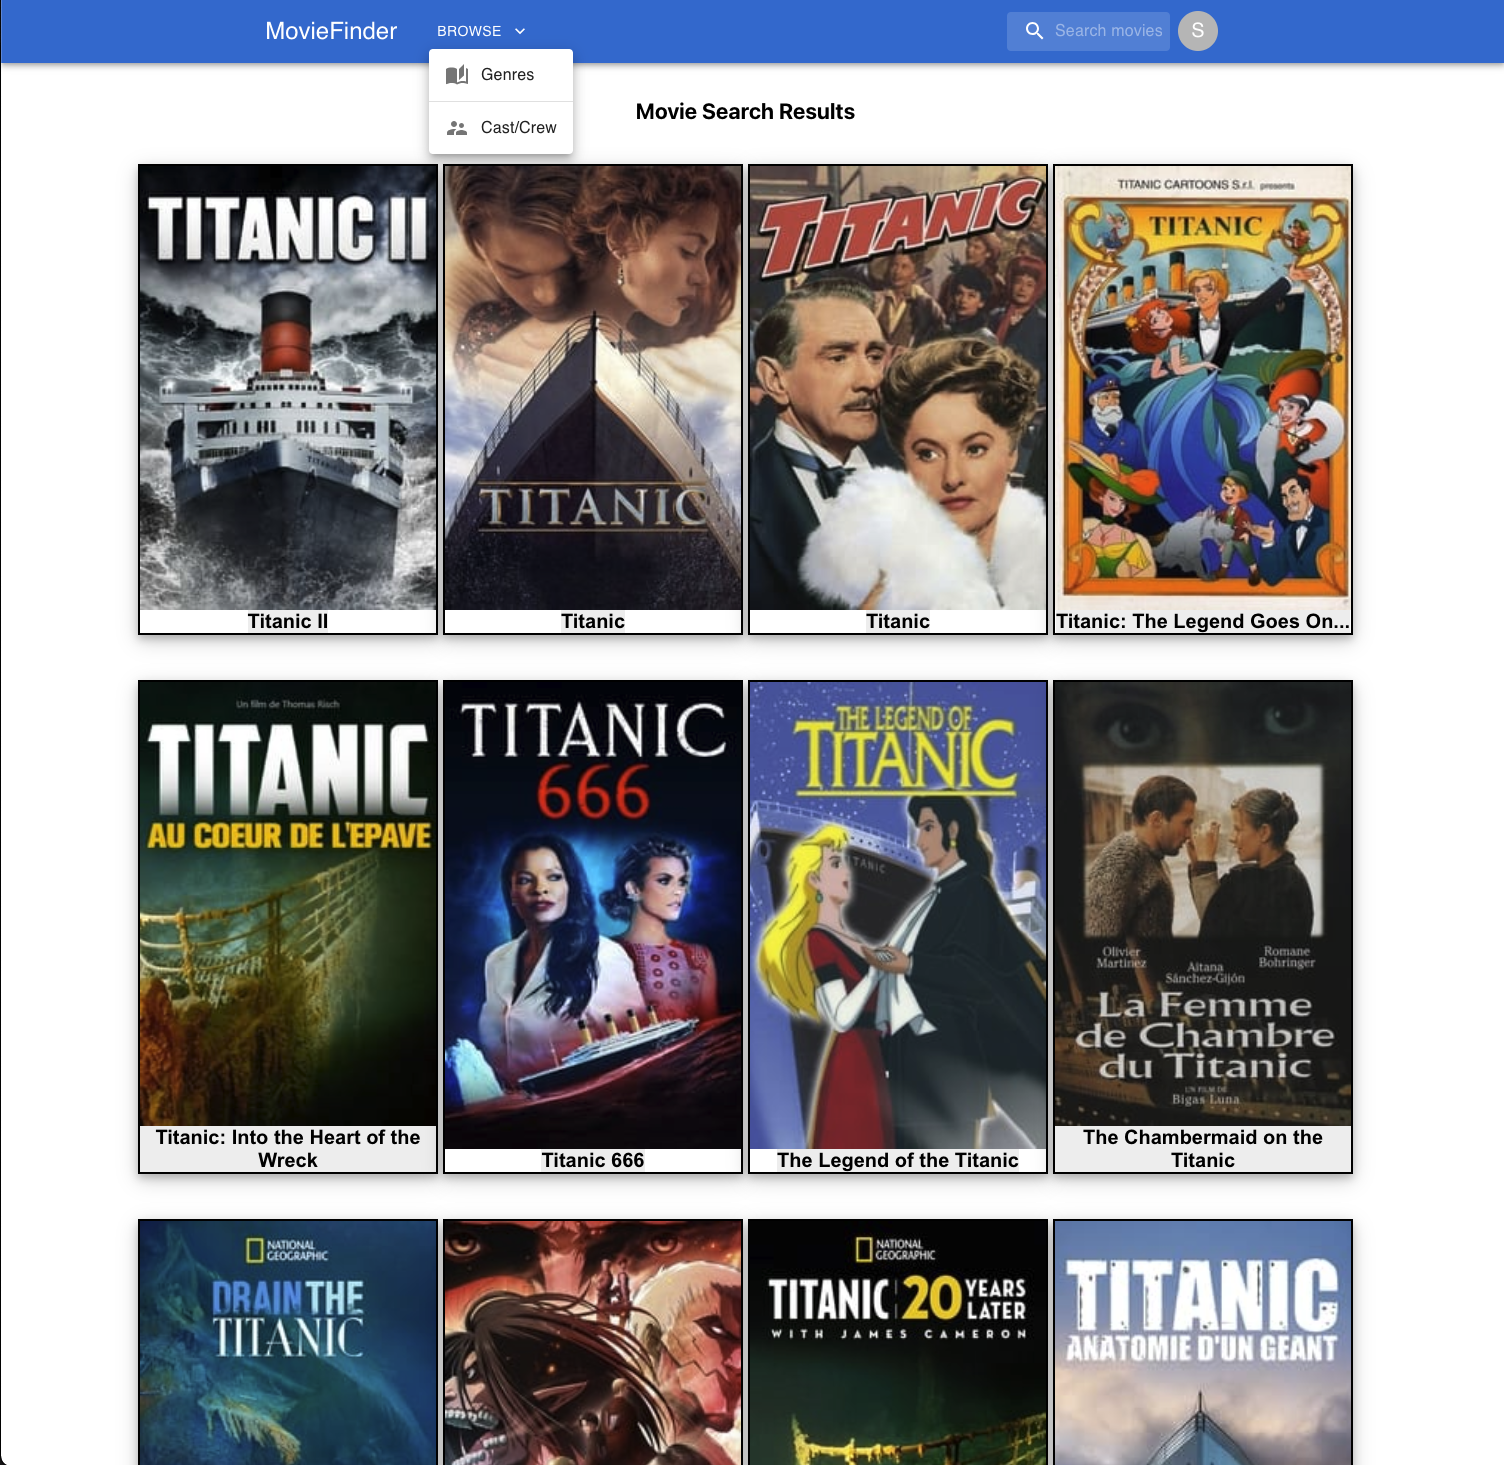 MovieFinder
BROWSE
Search movies
S
Genres
Cast/Crew
Movie Search Results
TITANIC II
TITANIC II
Titanic II
TITANIC
Titanic
TITANIC
Titanic
TITANIC CARTOONS S.r.l. presents
TITANIC
Titanic: The Legend Goes On...
Un film de Thomas Risch
TITANIC
AU COEUR DE L'EPAVE
Titanic: Into the Heart of the
Wreck
TITANIC
666
Titanic 666
THE LEGEND OF
TITANIC
TANIC
The Legend of the Titanic
Olivier
Martinez
Aitana
Sánchez-Gijón
Romane
Bohringer
La Femme
de Chambre
du Titanic
UN FILM DE
Bigas Luna
The Chambermaid on the
Titanic
NATIONAL
GEOGRAPHIC
DRAIN THE
TITANIC
NATIONAL
GEOGRAPHIC
TITANIC 20 YEARS
LATER
WITH JAMES CAMERON
TITANIC
ANATOMIE D'UN GEANT